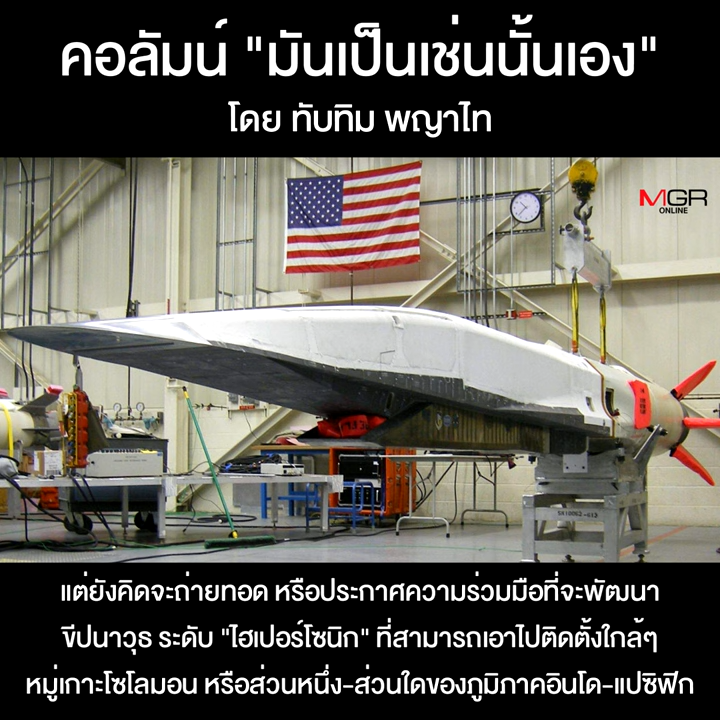 คอลัมน์ "มันเป็นเช่นนั้นเอง"
โดย ทับทิม พญาไท
MGR
ONLINE
แต่ยังคิดจะถ่ายทอด หรือประกาศความร่วมมือที่จะพัฒนา
ขีปนาวุธ ระดับ "ไฮเปอร์โซนิก" ที่สามารถเอาไปติดตั้งใกล้ๆ
หมู่เกาะโซโลมอน หรือส่วนหนึ่ง-ส่วนใดของภูมิภาคอินโด-แปซิฟิก